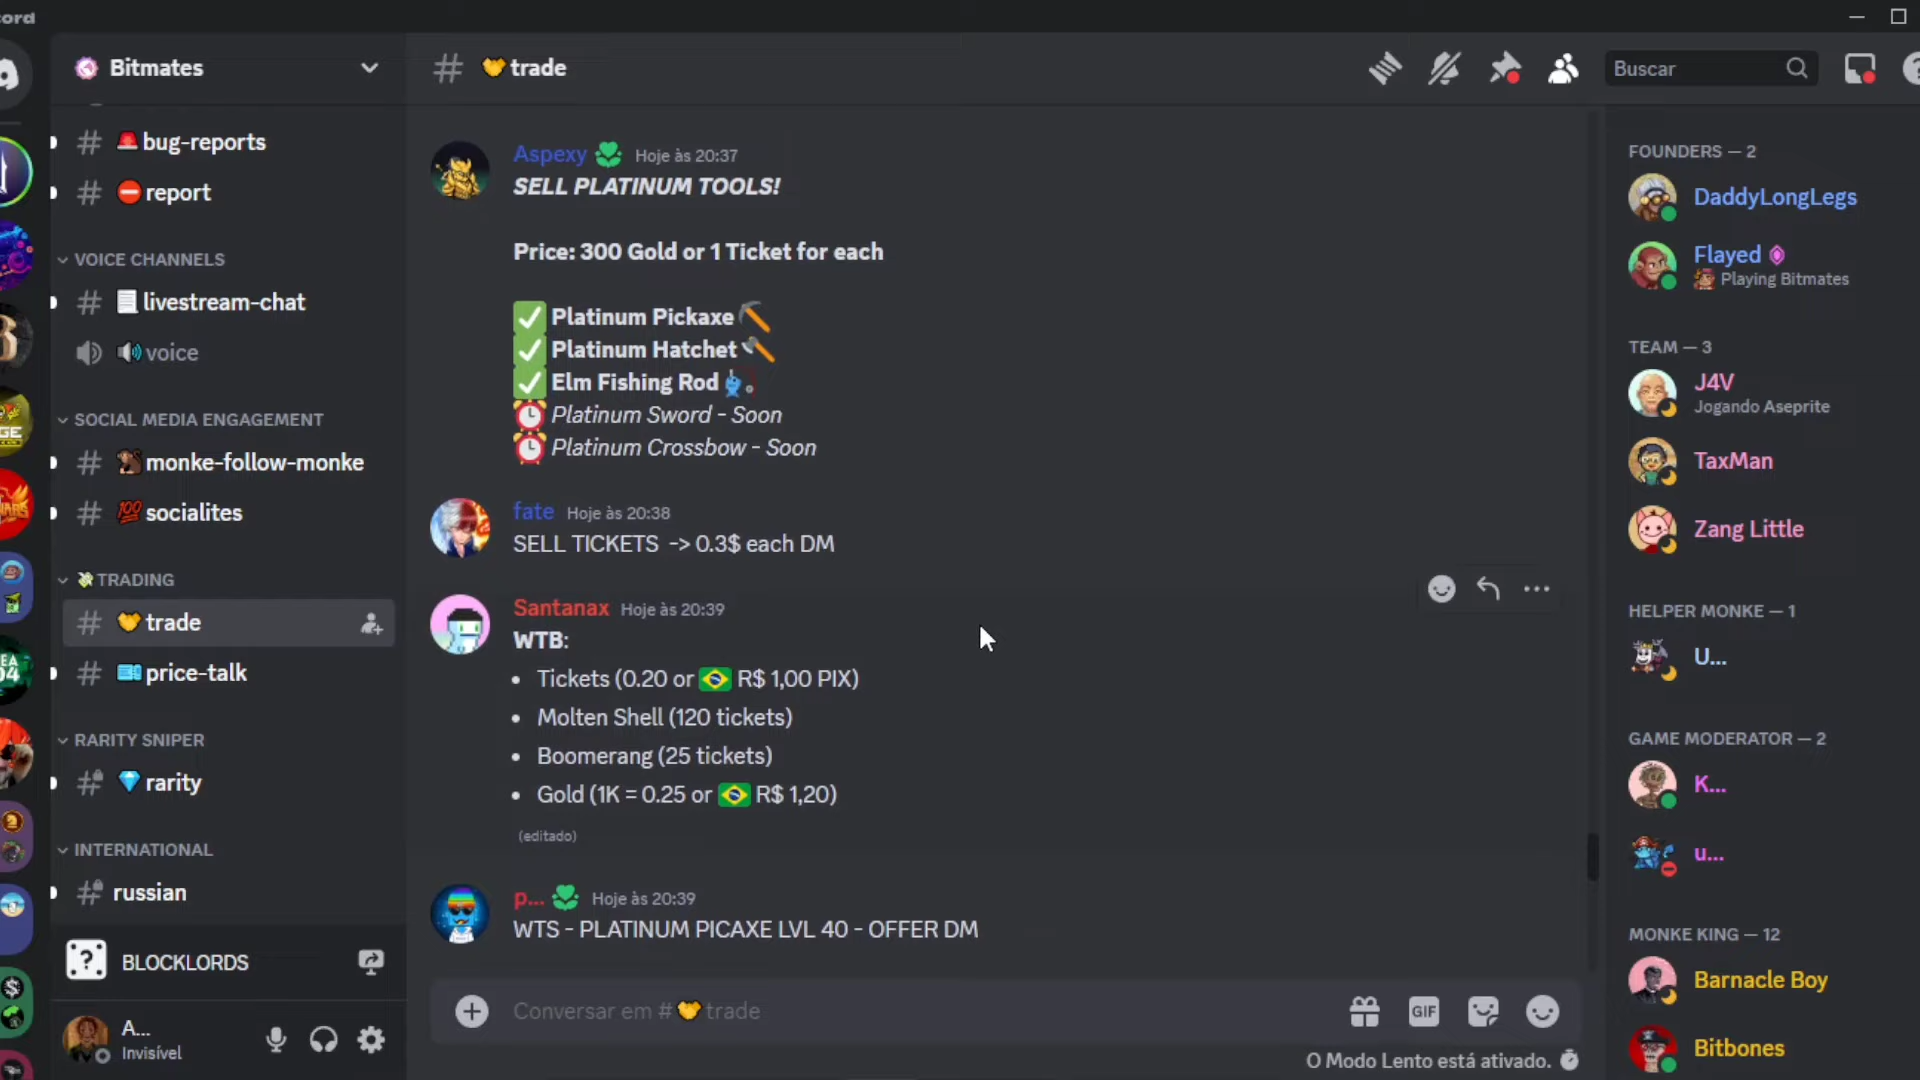 cord
Bitmates
bug-reports
report
VOICE CHANNELS
livestream-chat
voice
SOCIAL MEDIA ENGAGEMENT
monke-follow-monke
100 socialites
TRADING
trade
price-talk
RARITY SNIPER
rarity
INTERNATIONAL
russian
BLOCKLORDS
A...
Invisível
trade
Buscar
Aspexy Hoje às 20:37
SELL PLATINUM TOOLS!
Price: 300 Gold or 1 Ticket for each
Platinum Pickaxe
Platinum Hatchet
Elm Fishing Rod
Platinum Sword - Soon
Platinum Crossbow - Soon
fate Hoje às 20:38
SELL TICKETS -> 0.3$ each DM
Santanax Hoje às 20:39
WTB:
• Tickets (0.20 or R$ 1,00 PIX)
• Molten Shell (120 tickets)
• Boomerang (25 tickets)
• Gold (1K = 0.25 or R$ 1,20)
(editado)
p... Hoje às 20:39
WTS - PLATINUM PICAXE LVL 40 - OFFER DM
Conversar em # trade
GIF
O Modo Lento está ativado.
FOUNDERS — 2
DaddyLongLegs
Flayed
Playing Bitmates
TEAM — 3
J4V
Jogando Aseprite
TaxMan
Zang Little
HELPER MONKE — 1
U...
GAME MODERATOR — 2
K...
u...
MONKE KING — 12
Barnacle Boy
Bitbones